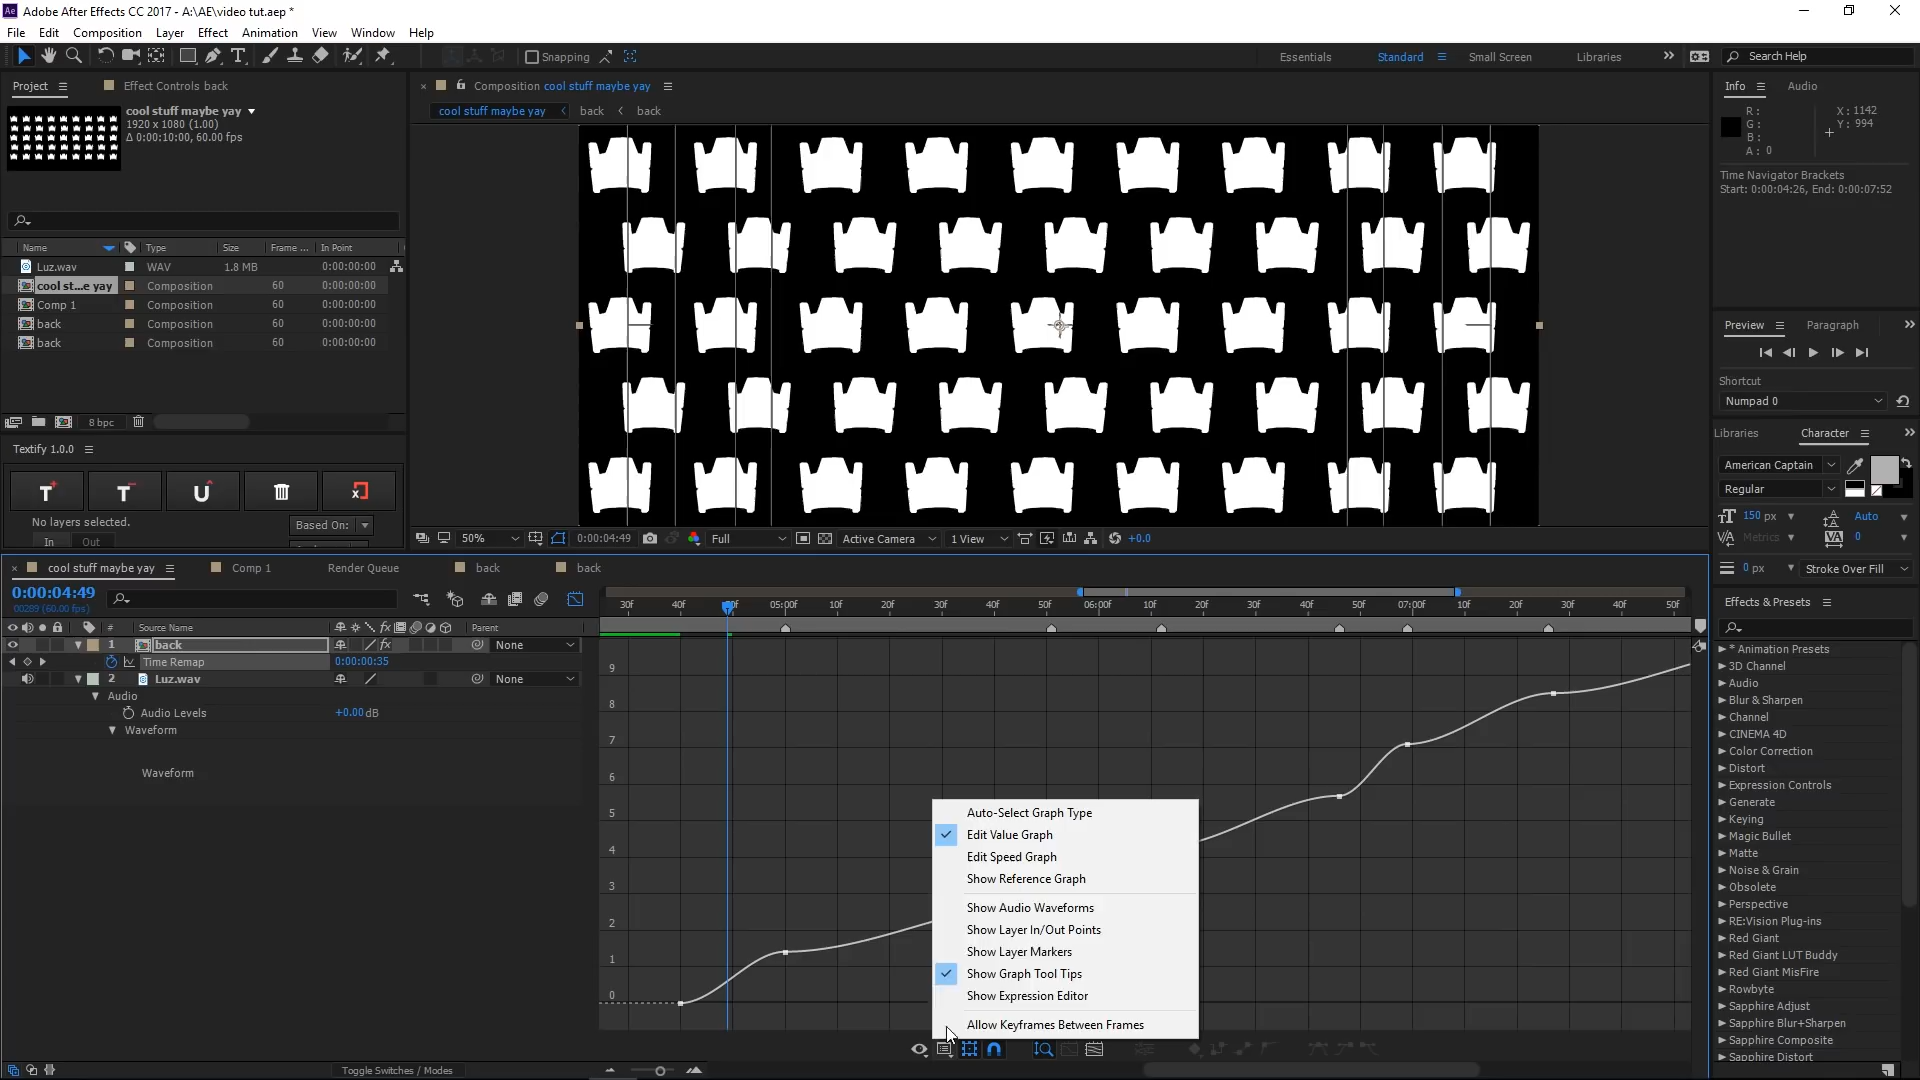 Adobe After Effects CC 2017 - A:\AE\video tut.aep *
File Edit Composition Layer Effect Animation View Window Help
Snapping
Essentials Standard Small Screen Libraries Search Help
Project Effect Controls back
cool stuff maybe yay
1920 x 1080 (1.00)
Δ 0:00:10:00, 60.00 fps
Name Type Size Frame ... In Point
Luz.wav WAV 1.8 MB 0:00:00:00
cool st...e yay Composition 60 0:00:00:00
Comp 1 Composition 60 0:00:00:00
back Composition 60 0:00:00:00
back Composition 60 0:00:00:00
8 bpc
Textify 1.0.0
No layers selected.
Based On:
In Out
Composition cool stuff maybe yay
cool stuff maybe yay back back
50% 0:00:04:49 Full Active Camera 1 View +0.0
Info Audio
R: X: 1142
G: Y: 994
B:
A: 0
Time Navigator Brackets
Start: 0:00:04:26, End: 0:00:07:52
Preview Paragraph
Shortcut
Numpad 0
Libraries Character
American Captain
Regular
150 px Auto
Metrics 0
0 px Stroke Over Fill
Effects & Presets
* Animation Presets
3D Channel
Audio
Blur & Sharpen
Channel
CINEMA 4D
Color Correction
Distort
Expression Controls
Generate
Keying
Magic Bullet
Matte
Noise & Grain
Obsolete
Perspective
RE:Vision Plug-ins
Red Giant
Red Giant LUT Buddy
Red Giant MisFire
Rowbyte
Sapphire Adjust
Sapphire Blur+Sharpen
Sapphire Composite
Sapphire Distort
cool stuff maybe yay Comp 1 Render Queue back back
0:00:04:49
00289 (60.00 fps)
# Source Name fx Parent
1 back fx None
Time Remap 0:00:00:35
2 Luz.wav None
Audio
Audio Levels +0.00 dB
Waveform
Waveform
30f 40f 05:00f 10f 20f 30f 40f 50f 06:00f 10f 20f 30f 40f 50f 07:00f 10f 20f 30f 40f 50f
9
8
7
6
5
4
3
2
1
0
Auto-Select Graph Type
Edit Value Graph
Edit Speed Graph
Show Reference Graph
Show Audio Waveforms
Show Layer In/Out Points
Show Layer Markers
Show Graph Tool Tips
Show Expression Editor
Allow Keyframes Between Frames
Toggle Switches / Modes